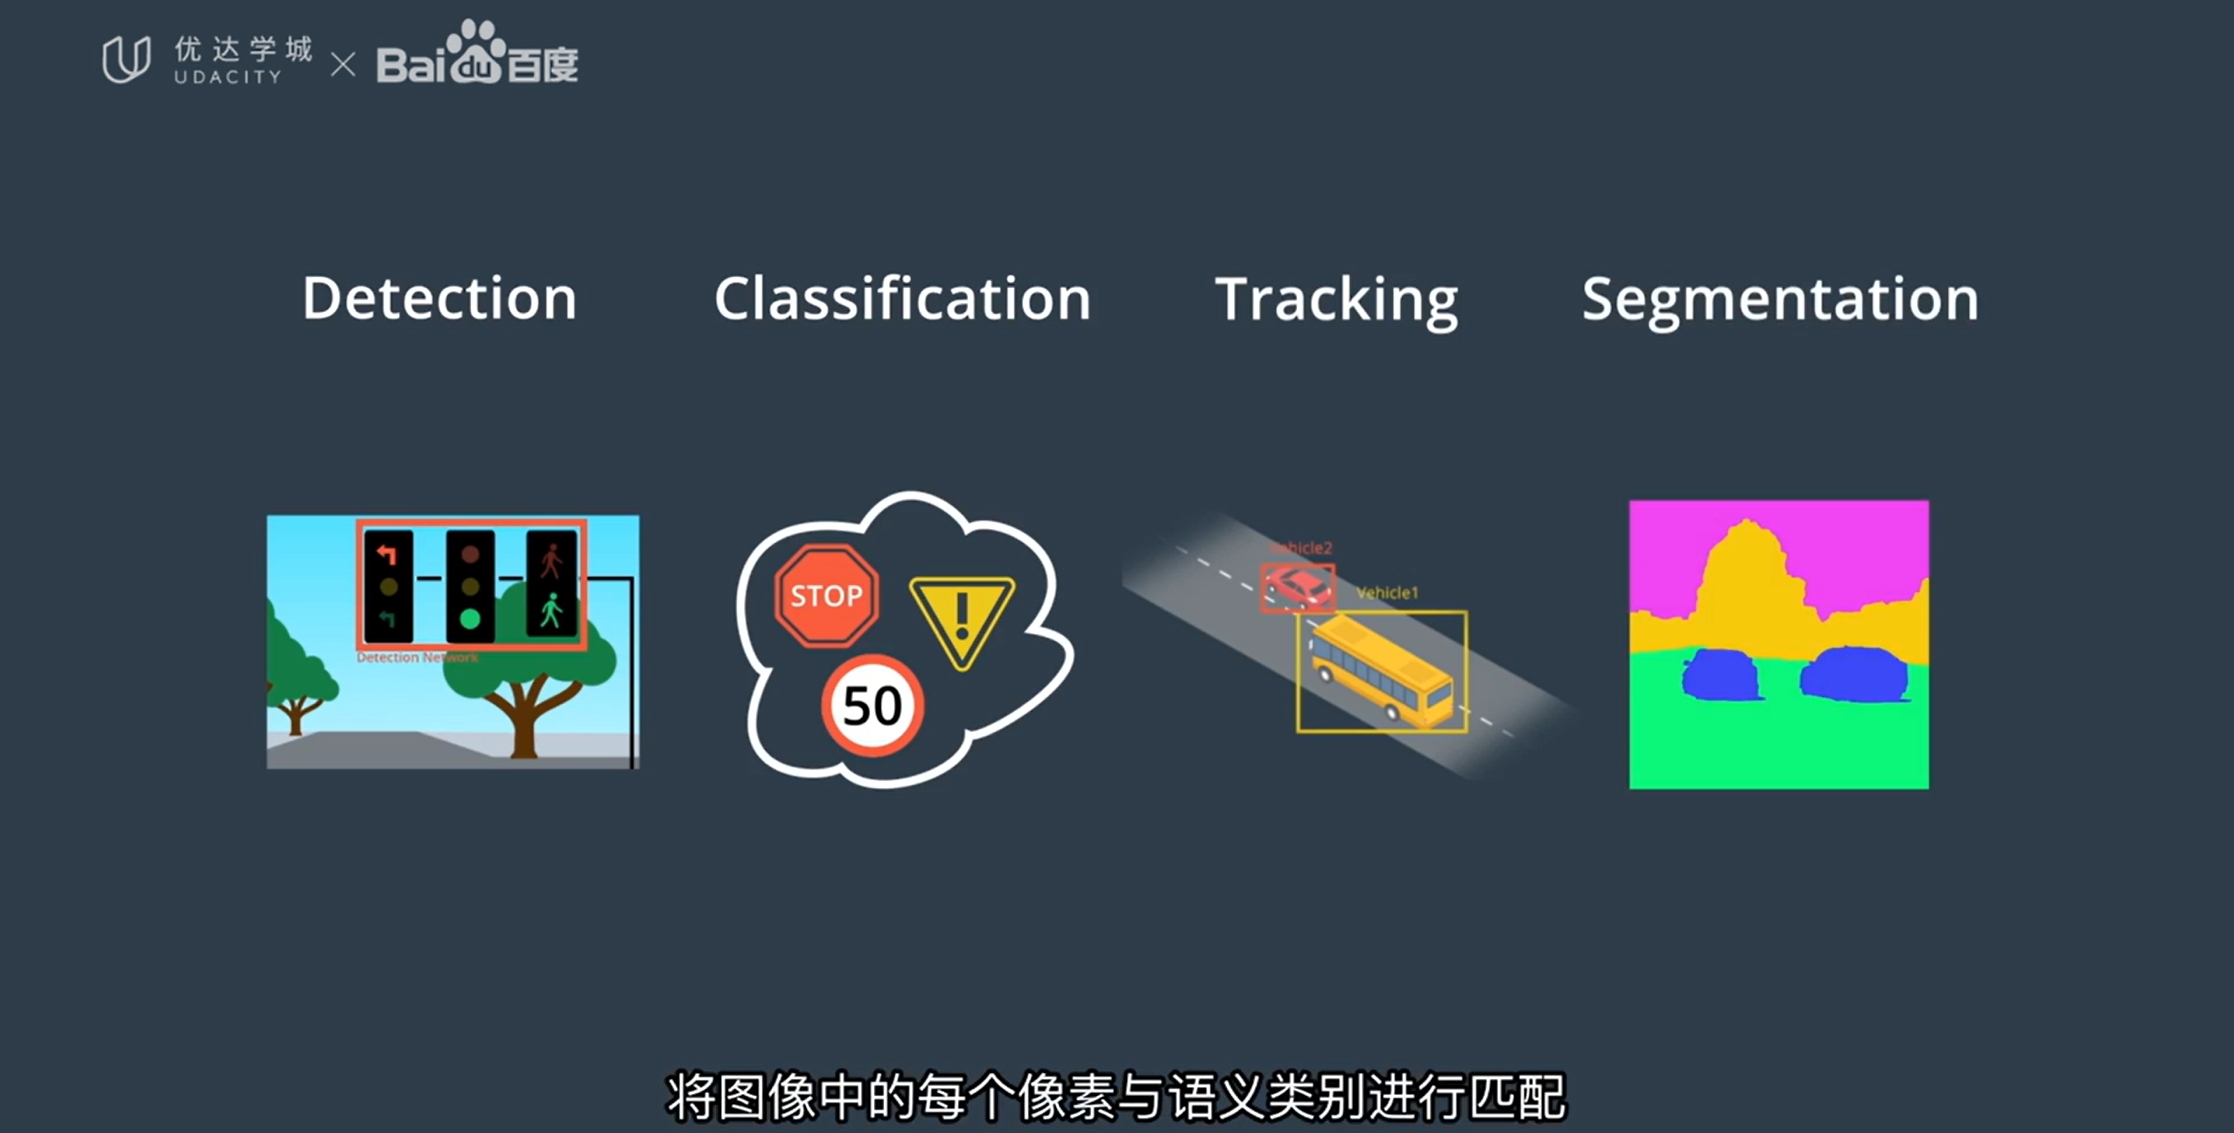 优达学城
UDACITY
×
Baidu百度
Detection
Classification
Tracking
Segmentation
Detection Network
STOP
50
Vehicle2
Vehicle1
将图像中的每个像素与语义类别进行匹配